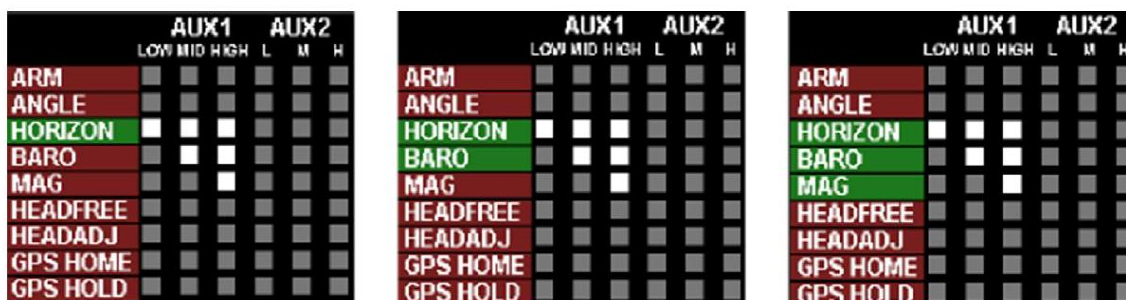 AUX1 AUX2
LOW MID HIGH L M H
ARM
ANGLE
HORIZON
BARO
MAG
HEADFREE
HEADADJ
GPS HOME
GPS HOLD
AUX1 AUX2
LOW MID HIGH L M H
ARM
ANGLE
HORIZON
BARO
MAG
HEADFREE
HEADADJ
GPS HOME
GPS HOLD
AUX1 AUX2
LOW MID HIGH L M H
ARM
ANGLE
HORIZON
BARO
MAG
HEADFREE
HEADADJ
GPS HOME
GPS HOLD